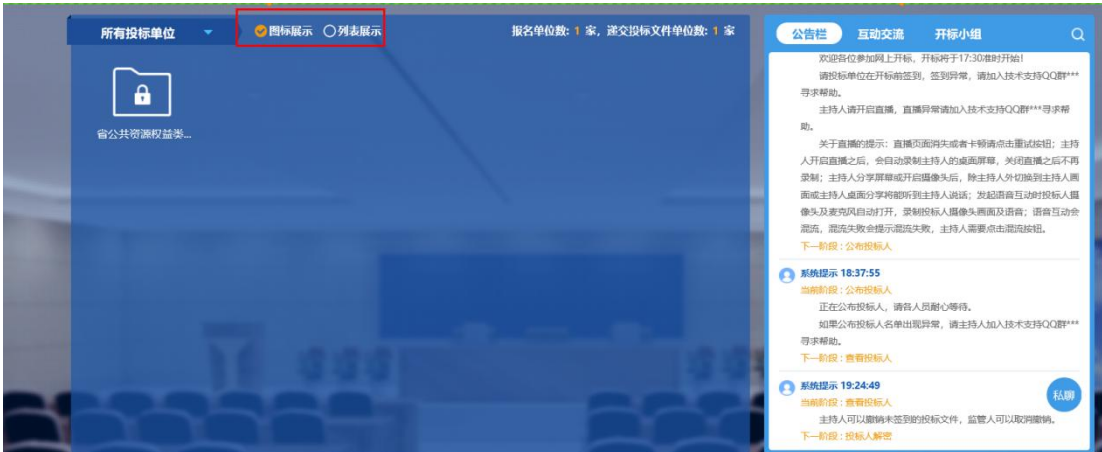 所有投标单位
图标展示 列表展示
报名单位数: 1 家，递交投标文件单位数: 1 家
省公共资源权益类...
公告栏 互动交流 开标小组
欢迎各位参加网上开标，开标将于17:30准时开始！
请投标单位在开标前签到，签到异常，请加入技术支持QQ群***
寻求帮助。
主持人请开启直播，直播异常请加入技术支持QQ群***寻求帮
助。
关于直播的提示：直播页面消失或者卡顿请点击重试按钮；主持
人开启直播之后，会自动录制主持人的桌面屏幕，关闭直播之后不再
录制；主持人分享屏幕或开启摄像头后，除主持人外切换到主持人画
面或主持人桌面分享将都听到主持人说话；发起语音互动时投标人摄
像头及麦克风自动打开，录制投标人摄像头画面及语音；语音互动会
混流，混流失败会提示混流失败，主持人需要点击混流按钮。
下一阶段 : 公布投标人
系统提示 18:37:55
当前阶段 : 公布投标人
正在公布投标人，请各人员耐心等待。
如果公布投标人名单出现异常，请主持人加入技术支持QQ群***
寻求帮助。
下一阶段 : 查看投标人
系统提示 19:24:49
当前阶段 : 查看投标人
主持人可以撤销未签到的投标文件，监管人可以取消撤销。
下一阶段 : 投标人解密
私聊